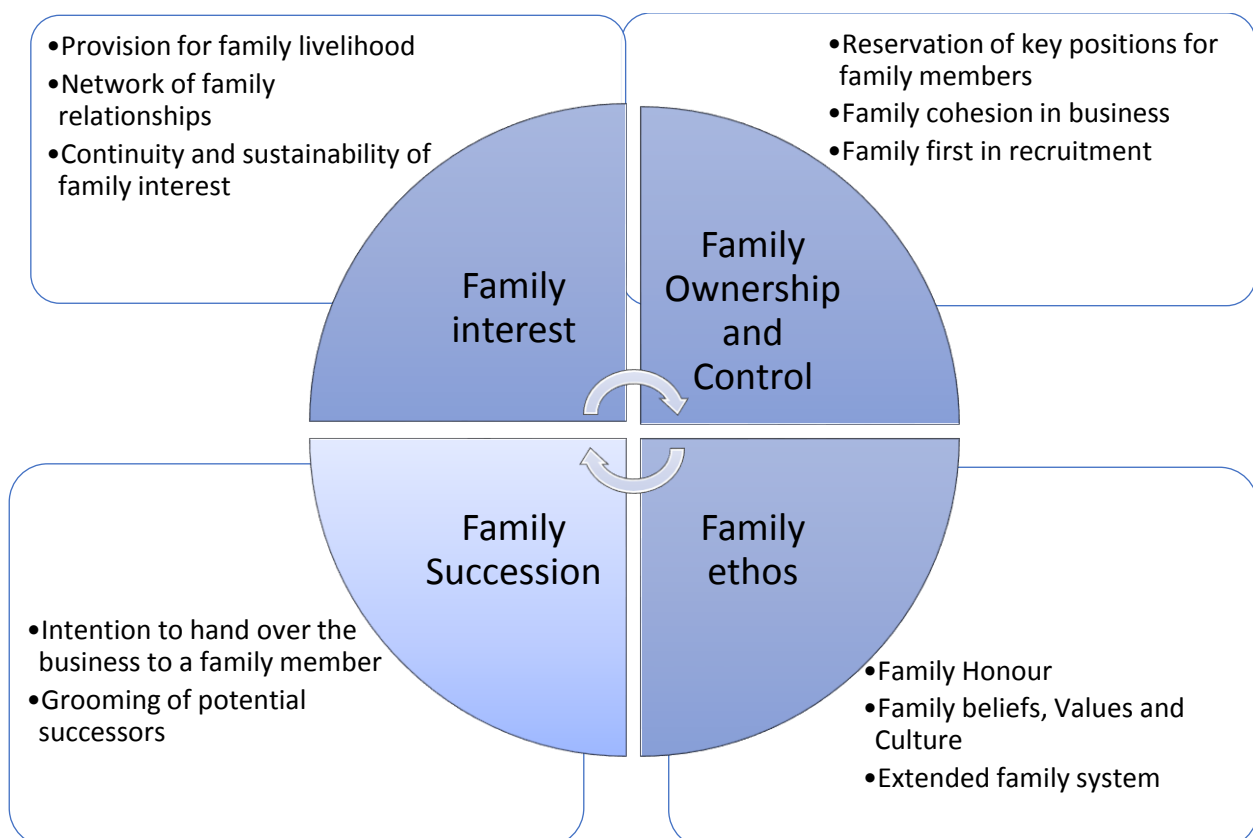 •Provision for family livelihood
•Network of family
relationships
•Continuity and sustainability of
family interest
•Reservation of key positions for
family members
•Family cohesion in business
•Family first in recruitment
Family
interest
Family
Ownership
and
Control
Family
Succession
Family
ethos
•Intention to hand over the
business to a family member
•Grooming of potential
successors
•Family Honour
•Family beliefs, Values and
Culture
•Extended family system